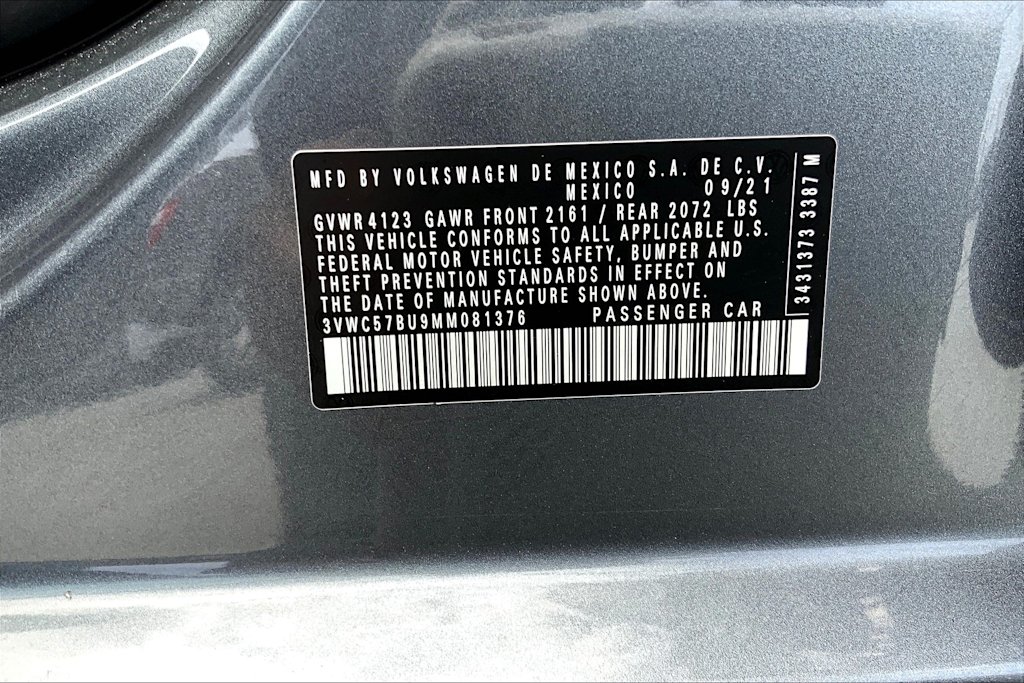 MFD BY VOLKSWAGEN DE MEXICO S.A. DE C.V.
MEXICO 09/21
GVWR 4123 GAWR FRONT 2161 / REAR 2072 LBS
THIS VEHICLE CONFORMS TO ALL APPLICABLE U.S.
FEDERAL MOTOR VEHICLE SAFETY, BUMPER AND
THEFT PREVENTION STANDARDS IN EFFECT ON
THE DATE OF MANUFACTURE SHOWN ABOVE.
3VWC57BU9MM081376 PASSENGER CAR
3431373 3387 M